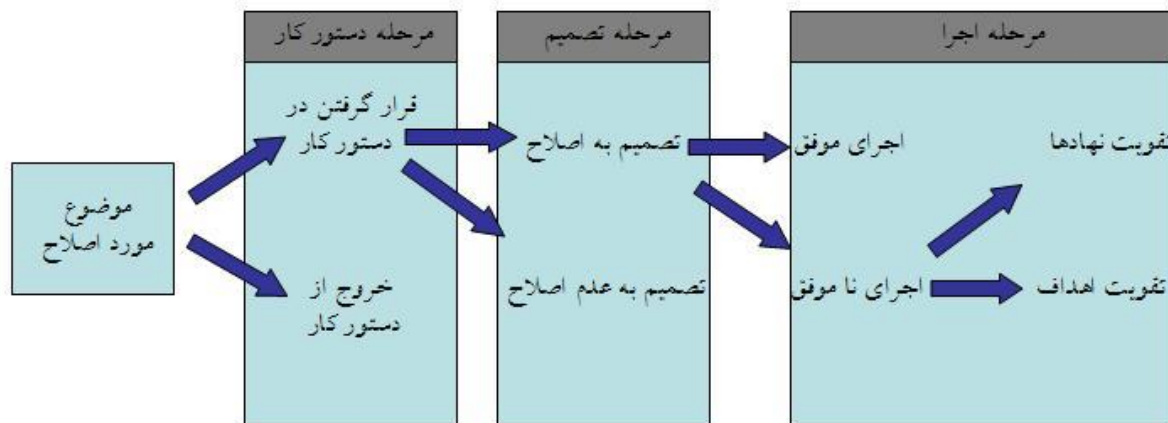 مرحله دستور کار
مرحله تصمیم
مرحله اجرا
موضوع
مورد اصلاح
قرار گرفتن در
دستور کار
خروج از
دستور کار
تصمیم به اصلاح
تصمیم به عدم اصلاح
اجرای موفق
اجرای نا موفق
تقویت نهادها
تقویت اهداف